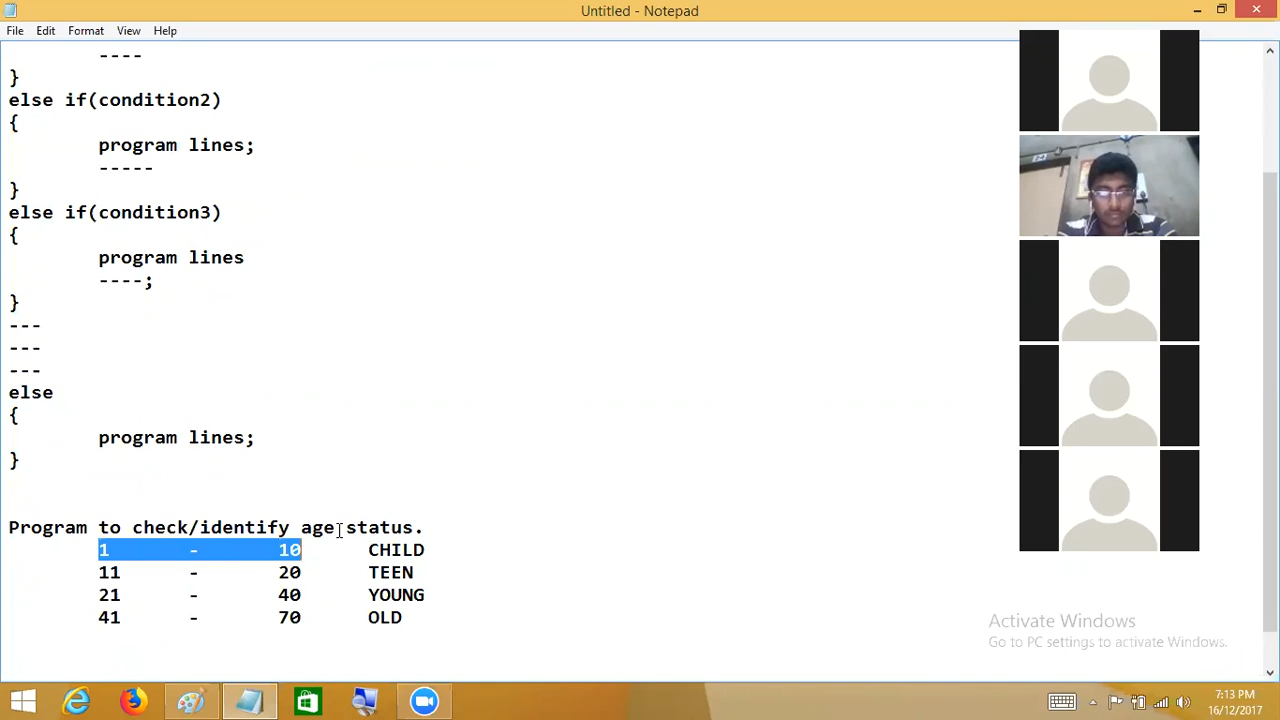 Untitled - Notepad
File Edit Format View Help
----
}
else if(condition2)
{
program lines;
-----
}
else if(condition3)
{
program lines
----;
}
---
---
---
else
{
program lines;
}
Program to check/identify age status.
1 - 10 CHILD
11 - 20 TEEN
21 - 40 YOUNG
41 - 70 OLD
Activate Windows
Go to PC settings to activate Windows.
7:13 PM
16/12/2017